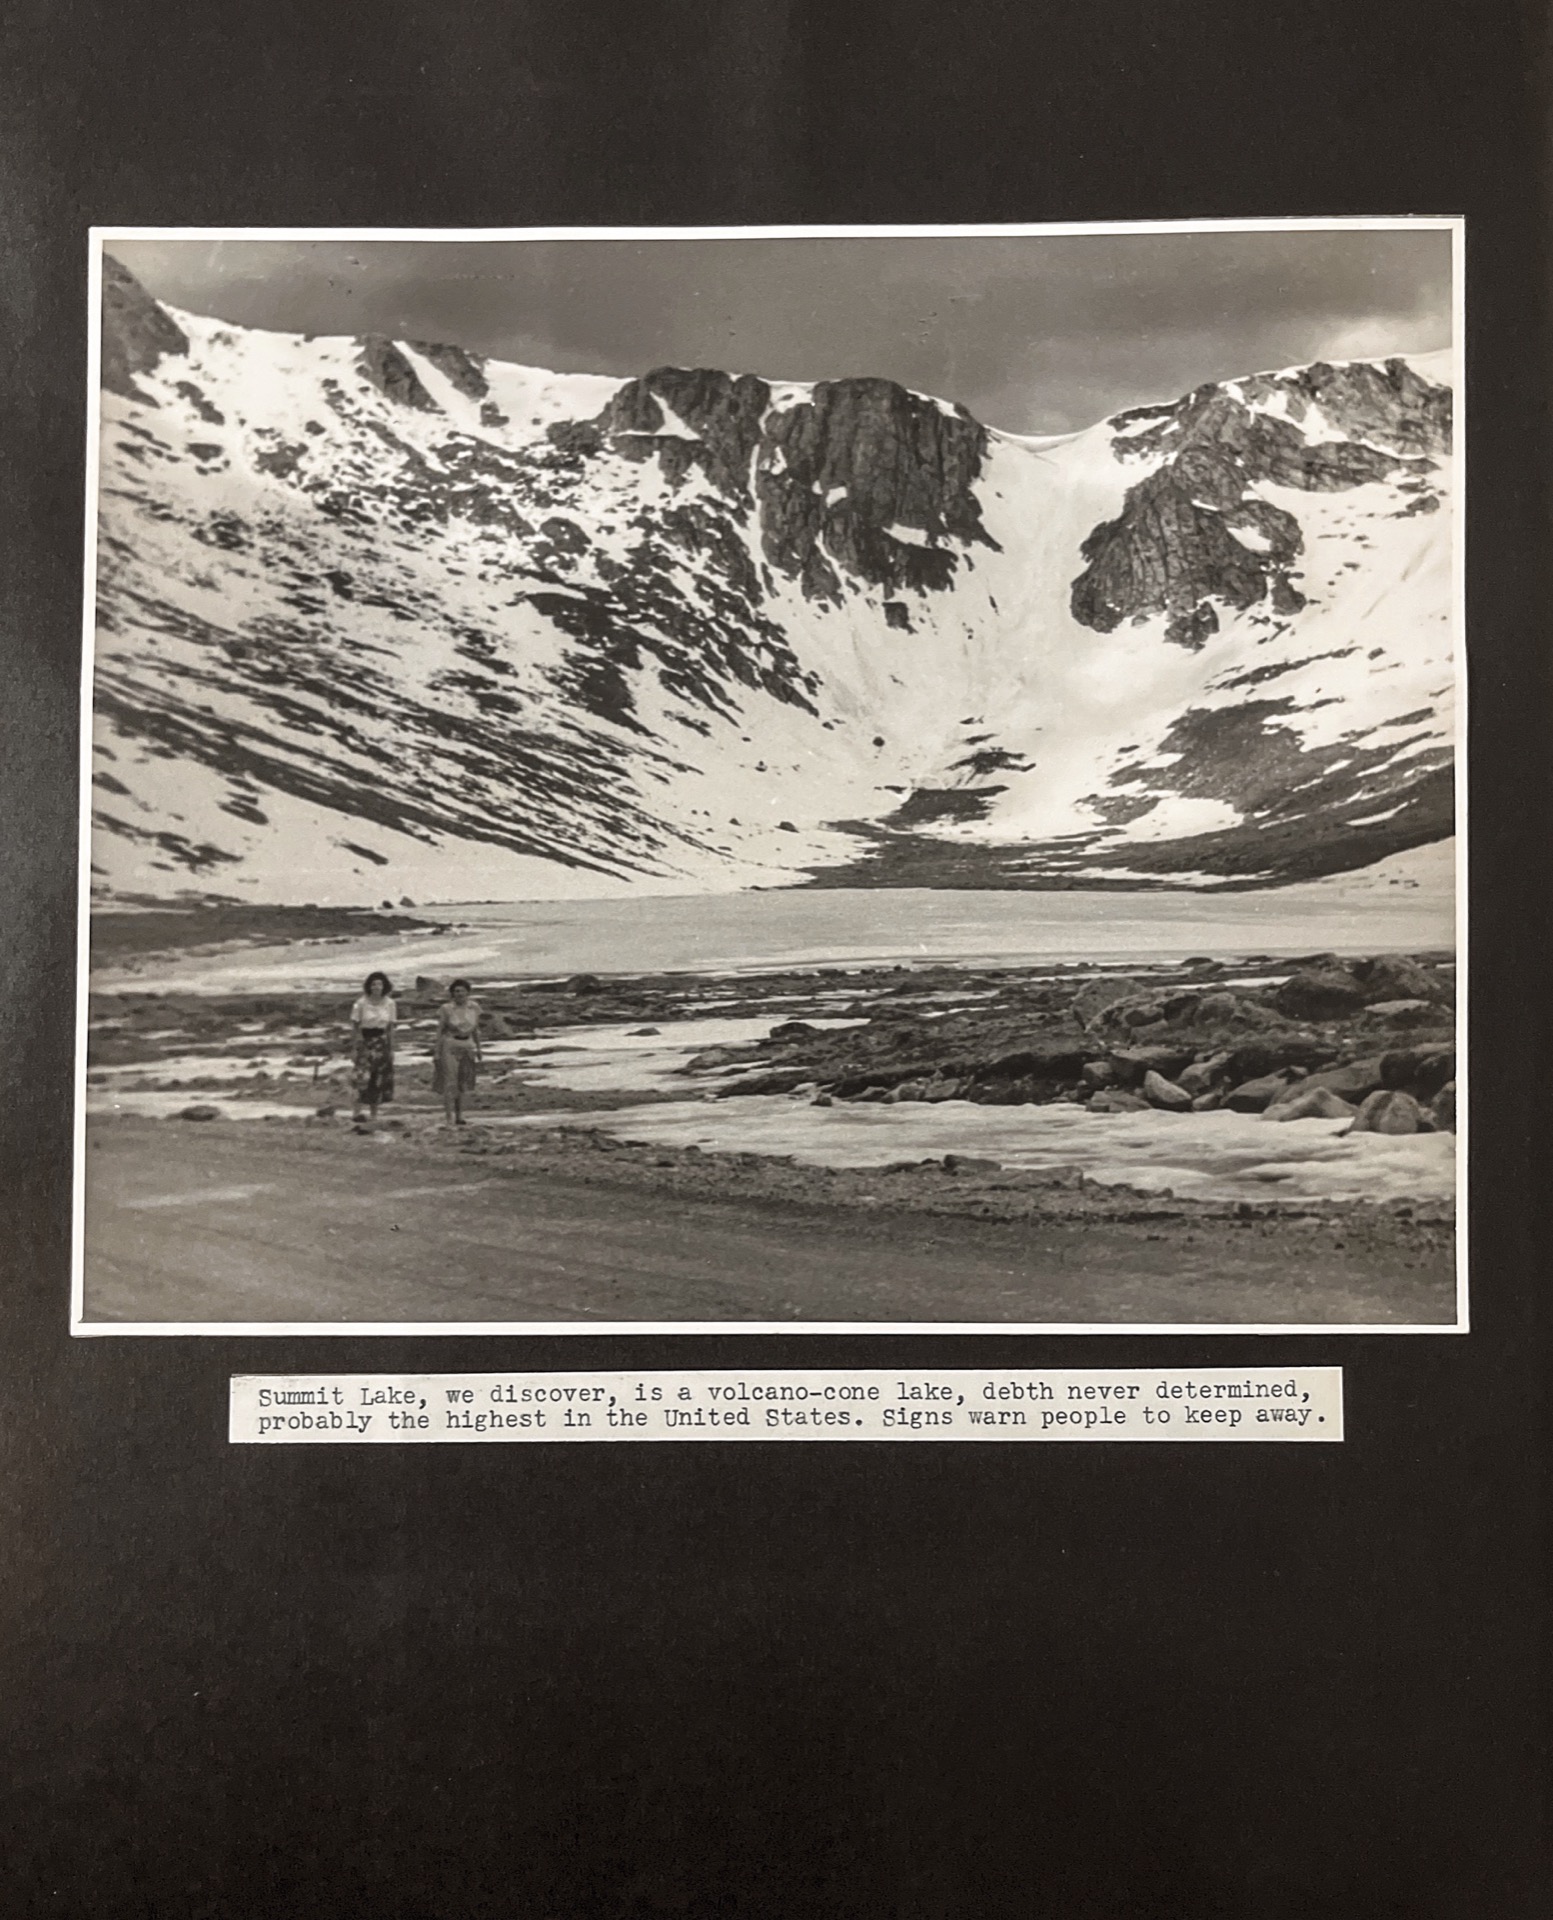 Summit Lake, we discover, is a volcano-cone lake, debth never determined,
probably the highest in the United States. Signs warn people to keep away.